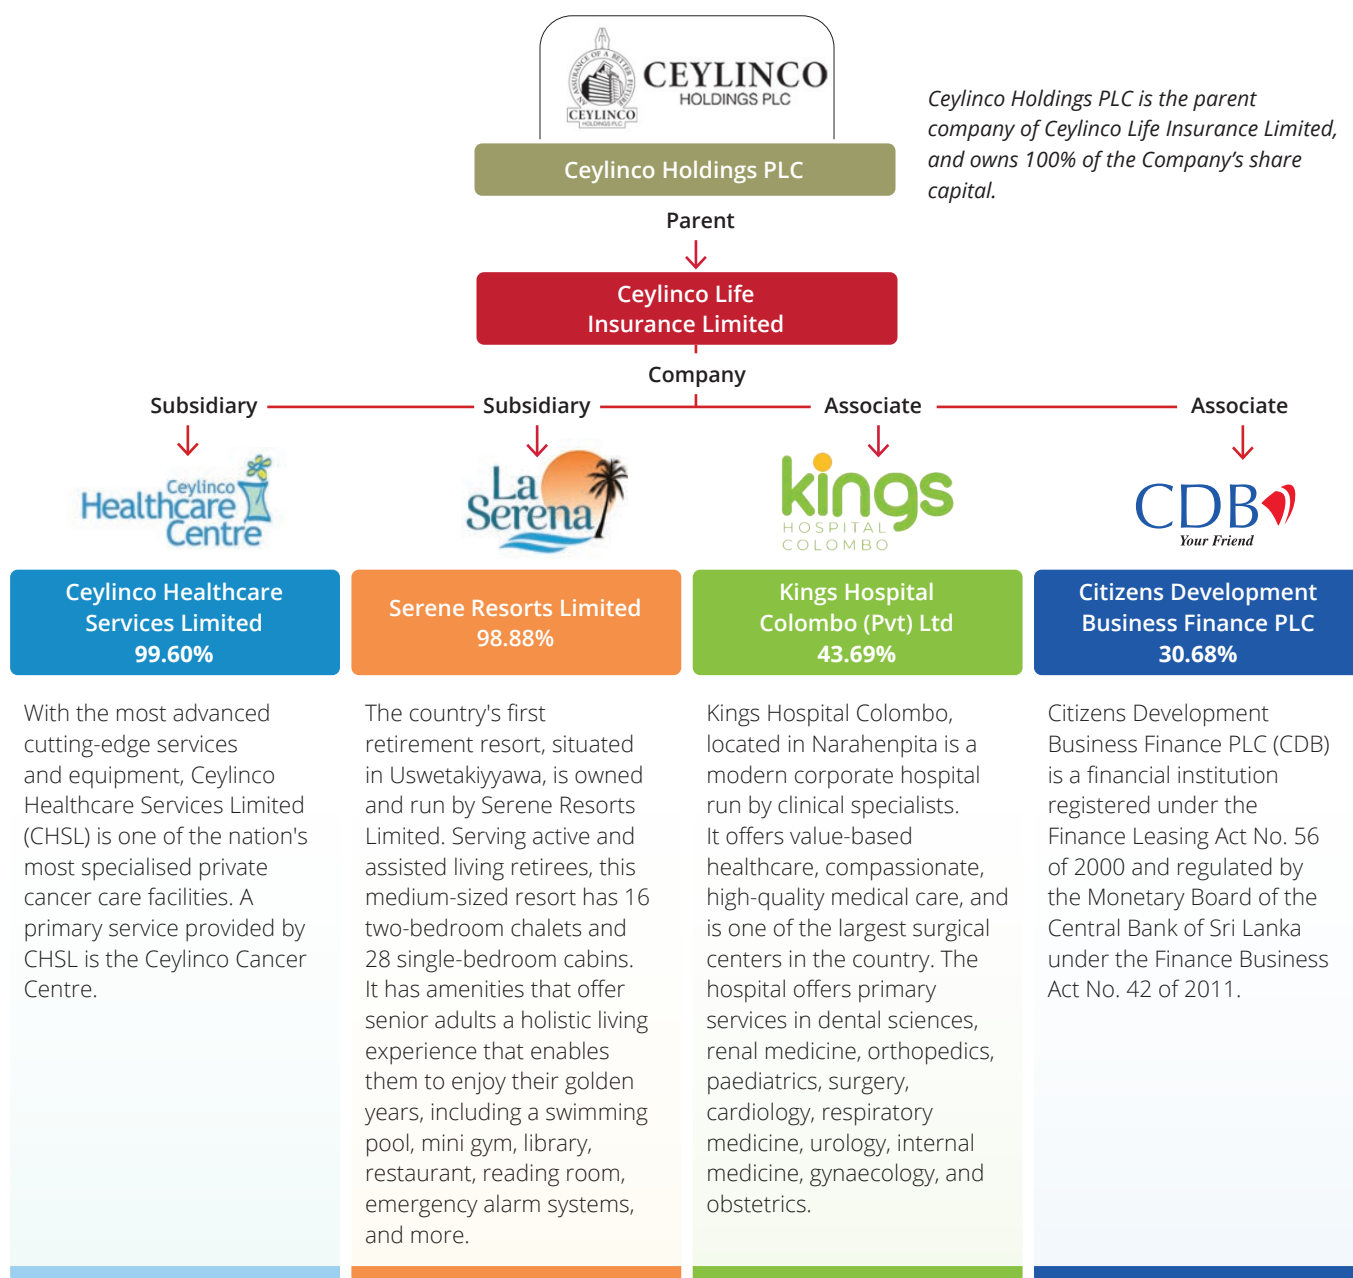 AN ASSURANCE OF A BETTER FUTURE
CEYLINCO
HOLDINGS PLC
CEYLINCO
HOLDINGS PLC
Ceylinco Holdings PLC is the parent
company of Ceylinco Life Insurance Limited,
and owns 100% of the Company’s share
capital.
Ceylinco Holdings PLC
Parent
Ceylinco Life
Insurance Limited
Company
Subsidiary
Subsidiary
Associate
Associate
Ceylinco
Healthcare
Centre
La
Serena
kings
HOSPITAL
COLOMBO
CDB
Your Friend
Ceylinco Healthcare
Services Limited
99.60%
Serene Resorts Limited
98.88%
Kings Hospital
Colombo (Pvt) Ltd
43.69%
Citizens Development
Business Finance PLC
30.68%
With the most advanced
cutting-edge services
and equipment, Ceylinco
Healthcare Services Limited
(CHSL) is one of the nation's
most specialised private
cancer care facilities. A
primary service provided by
CHSL is the Ceylinco Cancer
Centre.
The country's first
retirement resort, situated
in Uswetakiyyawa, is owned
and run by Serene Resorts
Limited. Serving active and
assisted living retirees, this
medium-sized resort has 16
two-bedroom chalets and
28 single-bedroom cabins.
It has amenities that offer
senior adults a holistic living
experience that enables
them to enjoy their golden
years, including a swimming
pool, mini gym, library,
restaurant, reading room,
emergency alarm systems,
and more.
Kings Hospital Colombo,
located in Narahenpita is a
modern corporate hospital
run by clinical specialists.
It offers value-based
healthcare, compassionate,
high-quality medical care, and
is one of the largest surgical
centers in the country. The
hospital offers primary
services in dental sciences,
renal medicine, orthopedics,
paediatrics, surgery,
cardiology, respiratory
medicine, urology, internal
medicine, gynaecology, and
obstetrics.
Citizens Development
Business Finance PLC (CDB)
is a financial institution
registered under the
Finance Leasing Act No. 56
of 2000 and regulated by
the Monetary Board of the
Central Bank of Sri Lanka
under the Finance Business
Act No. 42 of 2011.